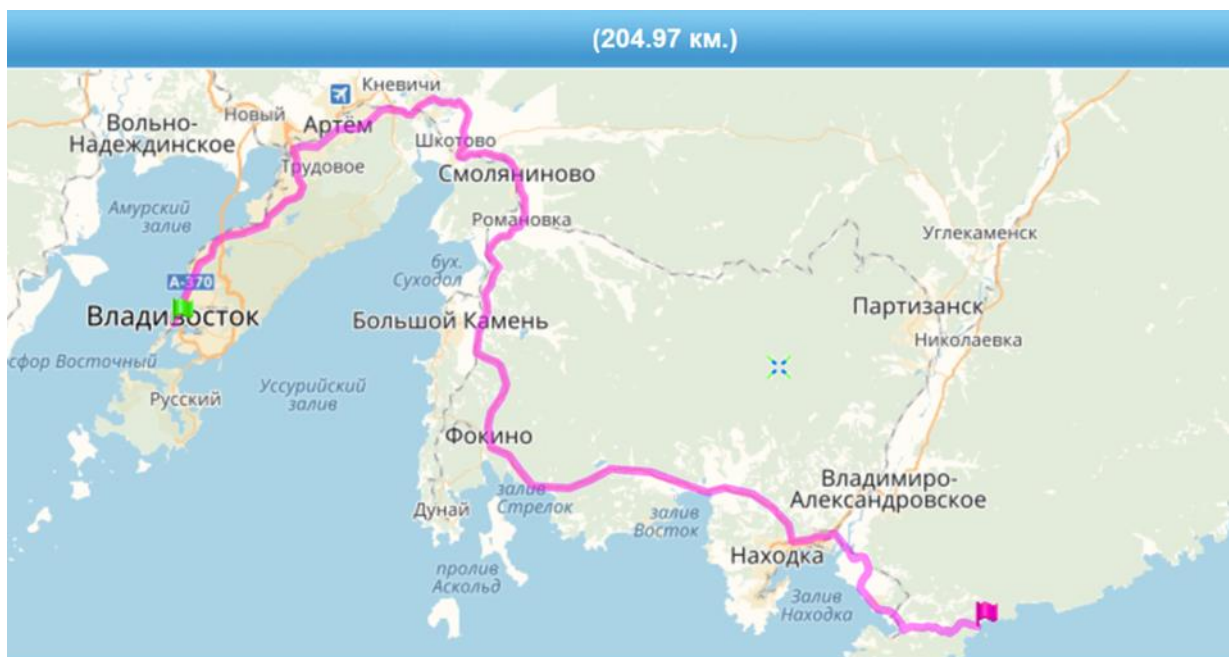 (204.97 км.)
Кневичи
Новый
Вольно-
Надеждинское
Артём
Шкотово
Трудовое
Смоляниново
Амурский
залив
Романовка
Углекаменск
бух.
Суходол
А-370
Партизанск
Владивосток
Большой Камень
Николаевка
осфор Восточный
Уссурийский
залив
Русский
Фокино
Владимиро-
Александровское
залив
Стрелок
Дунай
залив
Восток
Находка
пролив
Аскольд
Залив
Находка